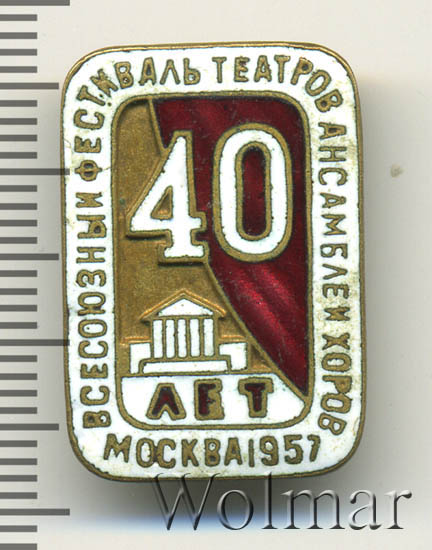 ВСЕСОЮЗНЫЙ ФЕСТИВАЛЬ ТЕАТРОВ АНСАМБЛЕЙ ХОРОВ
40
ЛЕТ
МОСКВА 1957
Wolmar